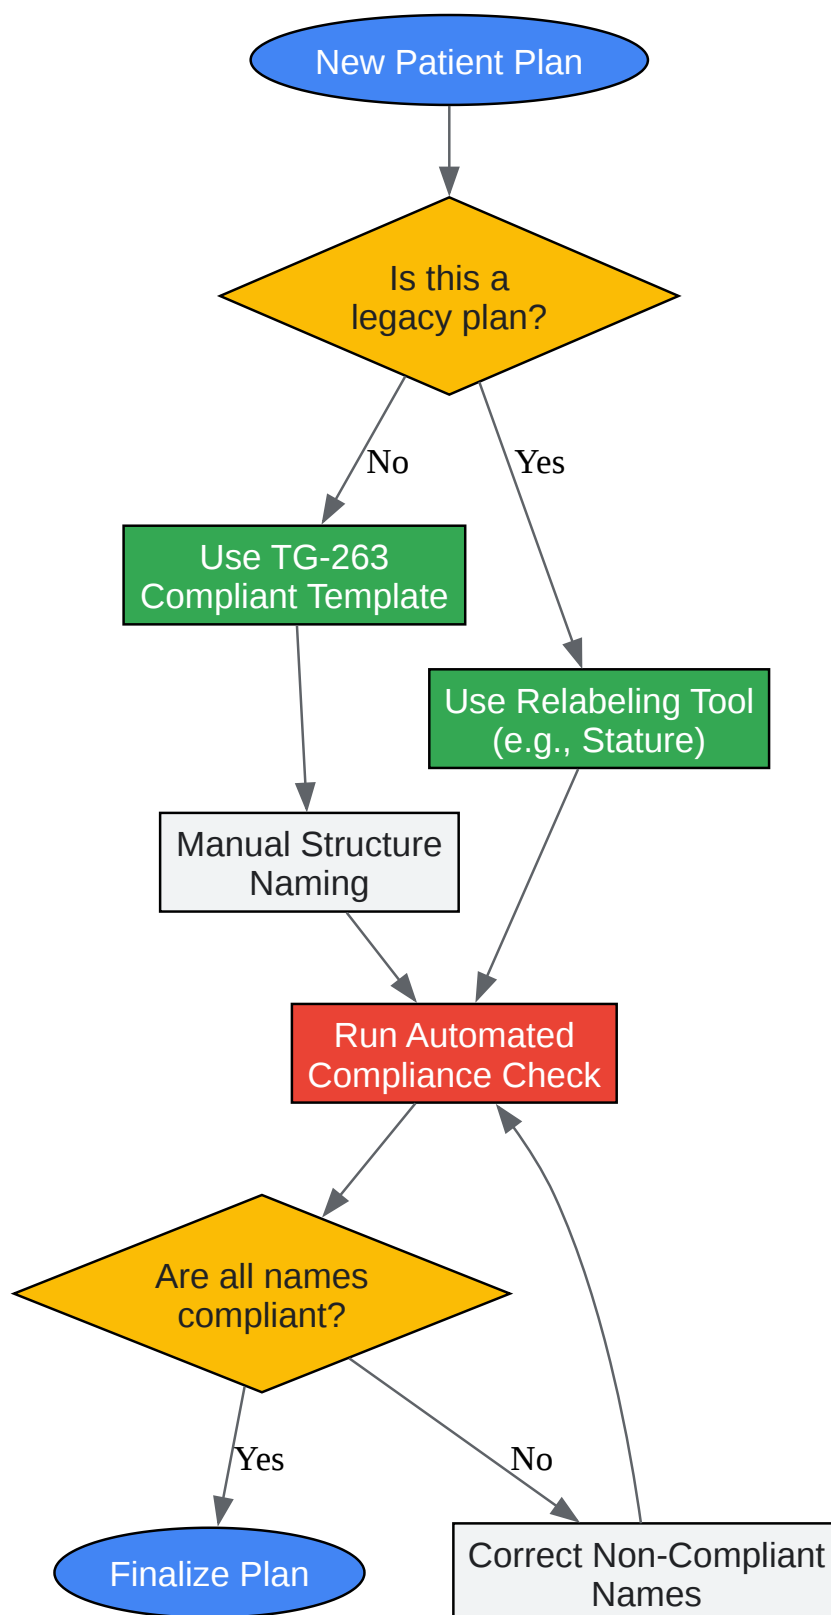 New Patient Plan
Is this a
legacy plan?
No
Yes
Use TG-263
Compliant Template
Use Relabeling Tool
(e.g., Stature)
Manual Structure
Naming
Run Automated
Compliance Check
Are all names
compliant?
Yes
No
Finalize Plan
Correct Non-Compliant
Names